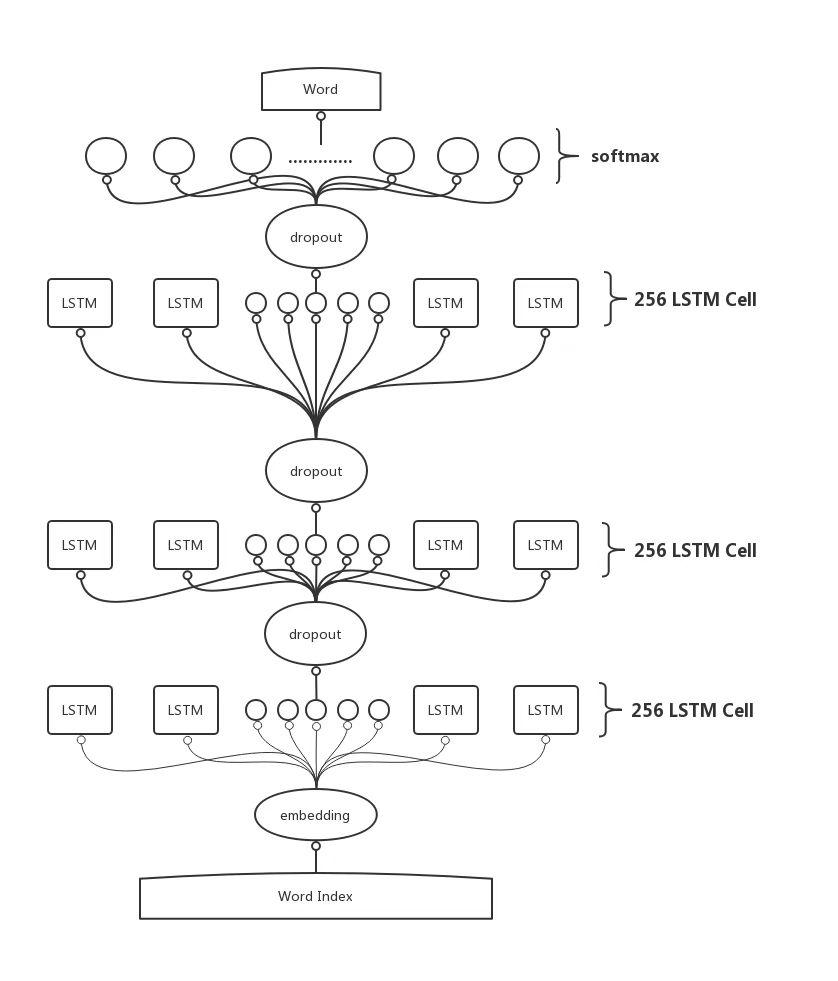 Word
............. softmax
dropout
LSTM LSTM LSTM LSTM 256 LSTM Cell
dropout
LSTM LSTM LSTM LSTM 256 LSTM Cell
dropout
LSTM LSTM LSTM LSTM 256 LSTM Cell
embedding
Word Index